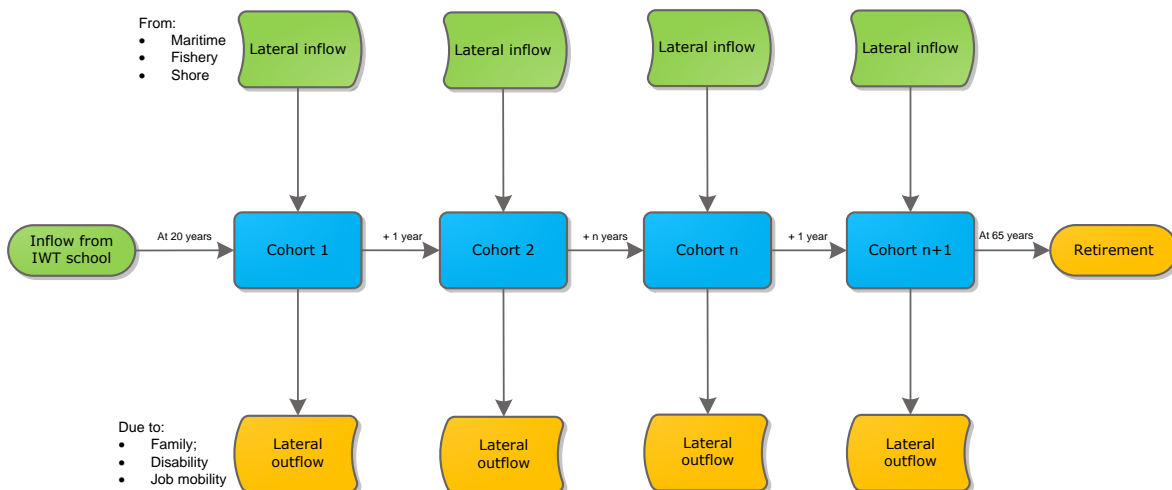 From:
• Maritime
• Fishery
• Shore
Lateral inflow
Lateral inflow
Lateral inflow
Lateral inflow
Inflow from
IWT school
At 20 years
Cohort 1
+ 1 year
Cohort 2
+ n years
Cohort n
+ 1 year
Cohort n+1
At 65 years
Retirement
Due to:
• Family;
• Disability
• Job mobility
Lateral
outflow
Lateral
outflow
Lateral
outflow
Lateral
outflow